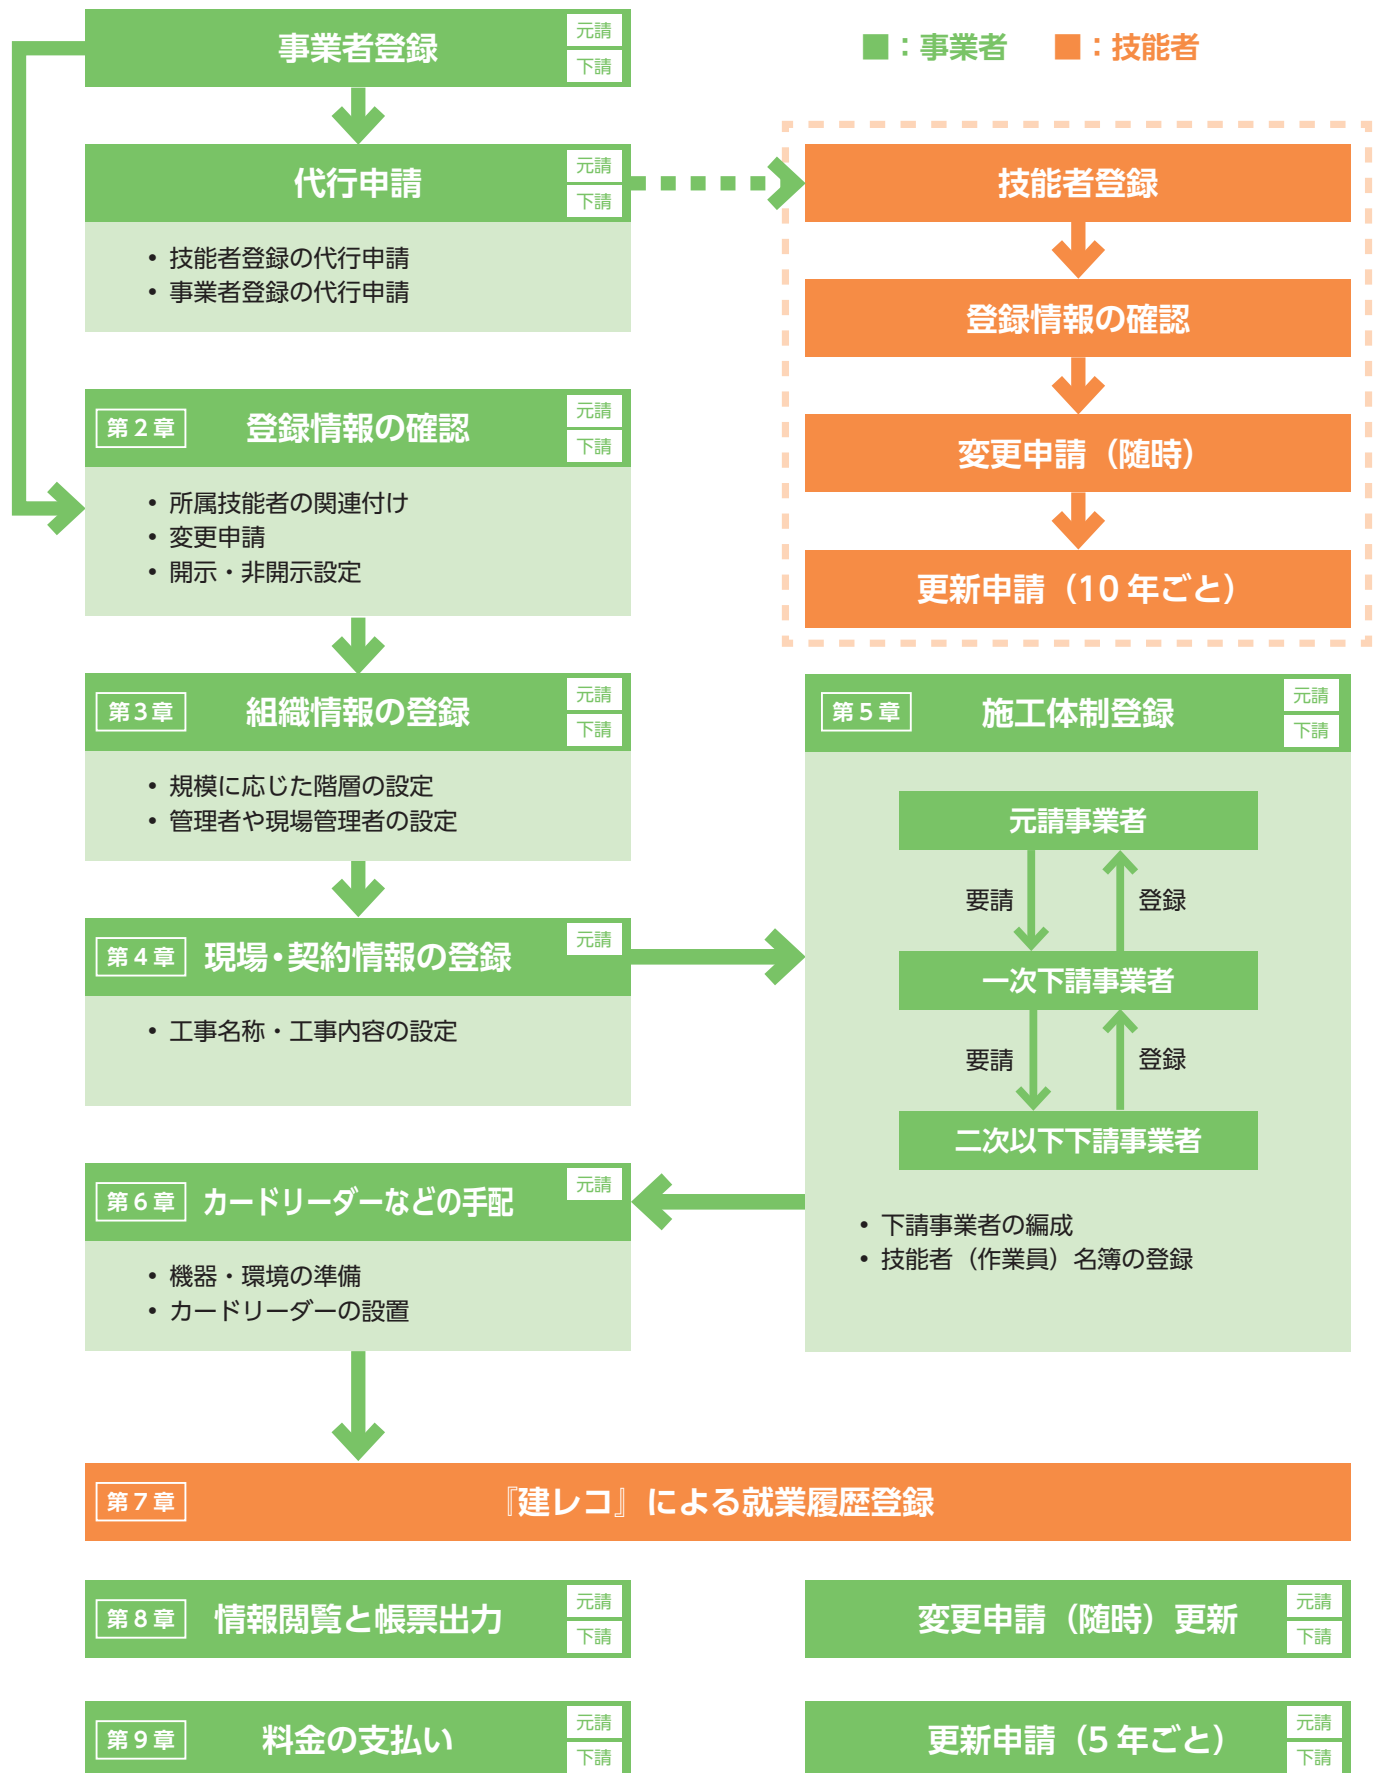 事業者登録
元請
下請
■：事業者
■：技能者
代行申請
元請
下請
• 技能者登録の代行申請
• 事業者登録の代行申請
技能者登録
登録情報の確認
変更申請（随時）
更新申請（10 年ごと）
第２章
登録情報の確認
元請
下請
• 所属技能者の関連付け
• 変更申請
• 開示・非開示設定
第３章
組織情報の登録
元請
下請
• 規模に応じた階層の設定
• 管理者や現場管理者の設定
第４章
現場・契約情報の登録
元請
• 工事名称・工事内容の設定
第５章
施工体制登録
元請
下請
元請事業者
要請
登録
一次下請事業者
要請
登録
二次以下下請事業者
• 下請事業者の編成
• 技能者（作業員）名簿の登録
第６章
カードリーダーなどの手配
元請
• 機器・環境の準備
• カードリーダーの設置
第７章
『建レコ』による就業履歴登録
第８章
情報閲覧と帳票出力
元請
下請
変更申請（随時）更新
元請
下請
第９章
料金の支払い
元請
下請
更新申請（5 年ごと）
元請
下請